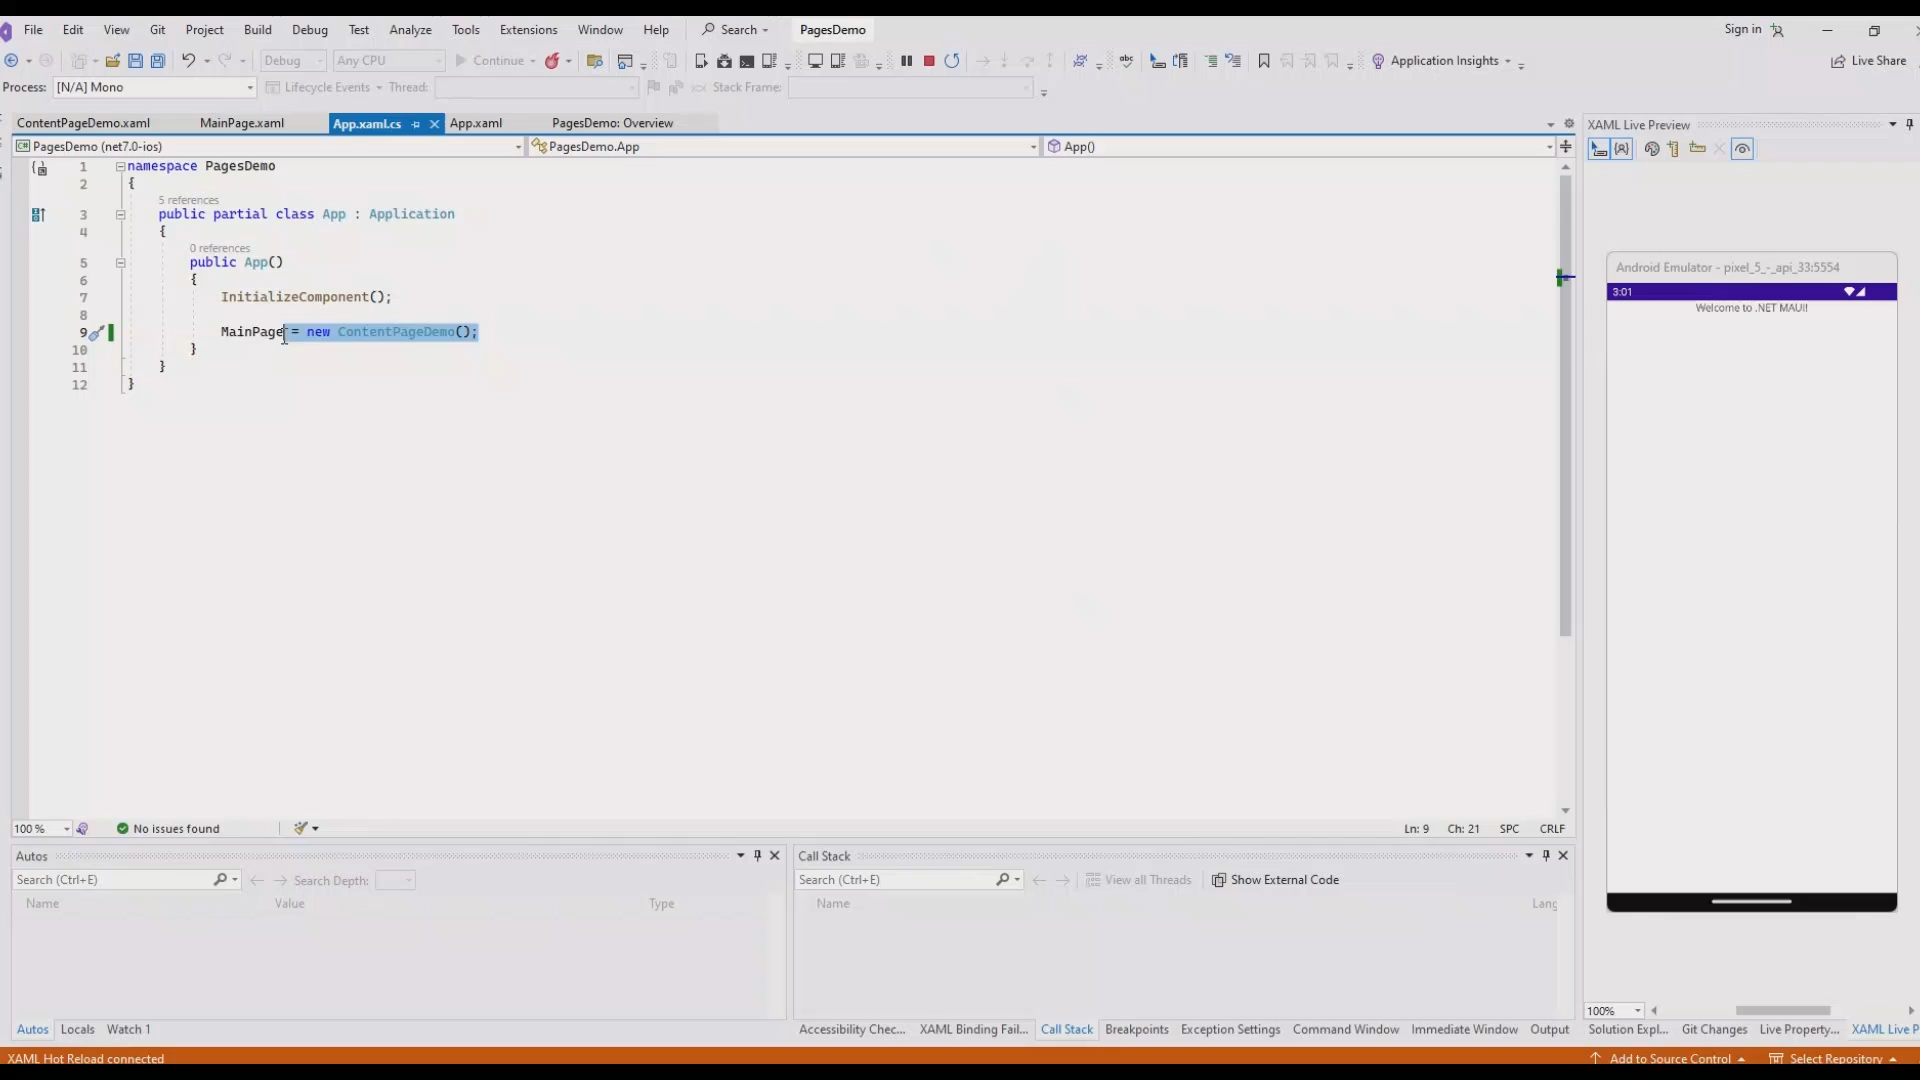 File Edit View Git Project Build Debug Test Analyze Tools Extensions Window Help Search PagesDemo Sign in
Debug Any CPU Continue Application Insights Live Share
Process: [N/A] Mono Lifecycle Events Thread: Stack Frame:
ContentPageDemo.xaml MainPage.xaml App.xaml.cs App.xaml PagesDemo: Overview
PagesDemo (net7.0-ios) PagesDemo.App App()
1 namespace PagesDemo
2 {
5 references
3 public partial class App : Application
4 {
0 references
5 public App()
6 {
7 InitializeComponent();
8
9 MainPage = new ContentPageDemo();
10 }
11 }
12 }
100 % No issues found Ln: 9 Ch: 21 SPC CRLF
Autos
Search (Ctrl+E) Search Depth:
Name Value Type
Autos Locals Watch 1
Call Stack
Search (Ctrl+E) View all Threads Show External Code
Name Lang
Accessibility Chec... XAML Binding Fail... Call Stack Breakpoints Exception Settings Command Window Immediate Window Output
XAML Live Preview
Android Emulator - pixel_5_-_api_33:5554
3:01
Welcome to .NET MAUI!
100%
Solution Expl... Git Changes Live Property... XAML Live P
XAML Hot Reload connected Add to Source Control Select Repository